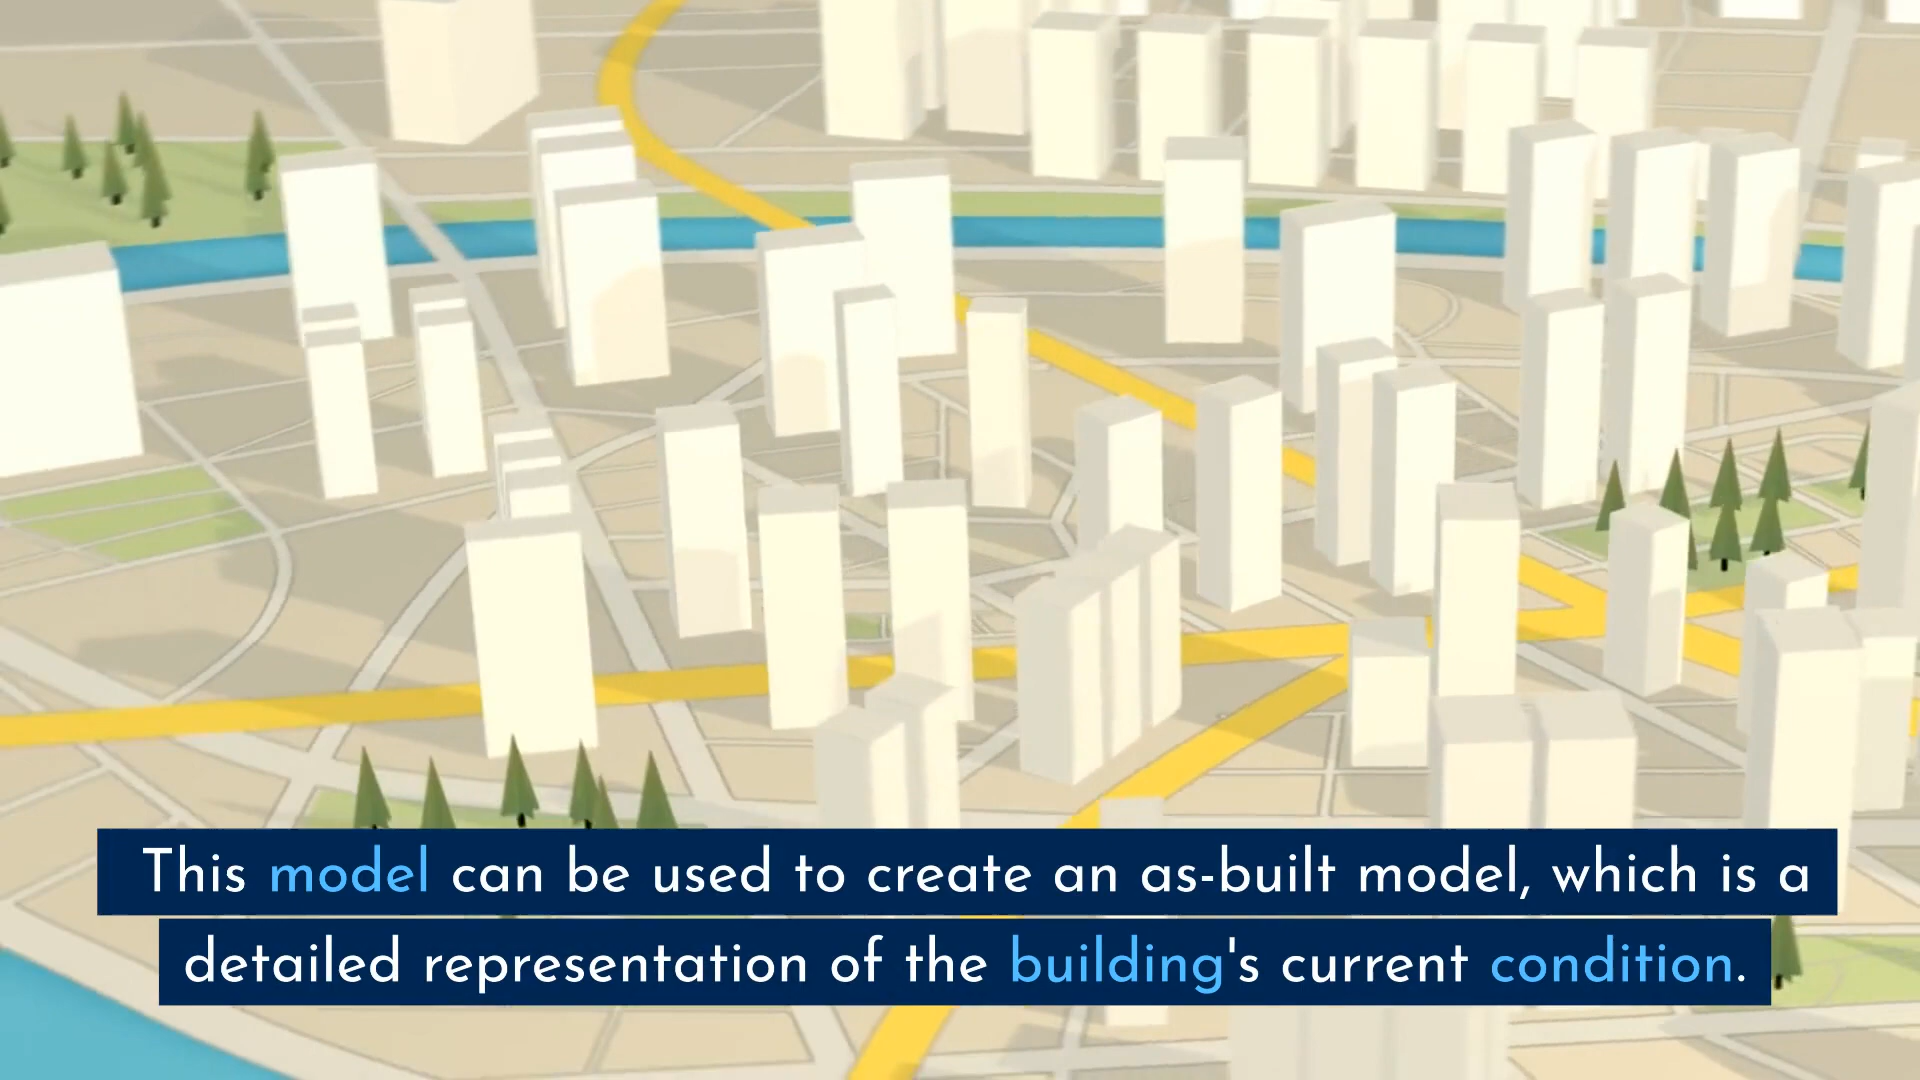 This model can be used to create an as-built model, which is a
detailed representation of the building's current condition.